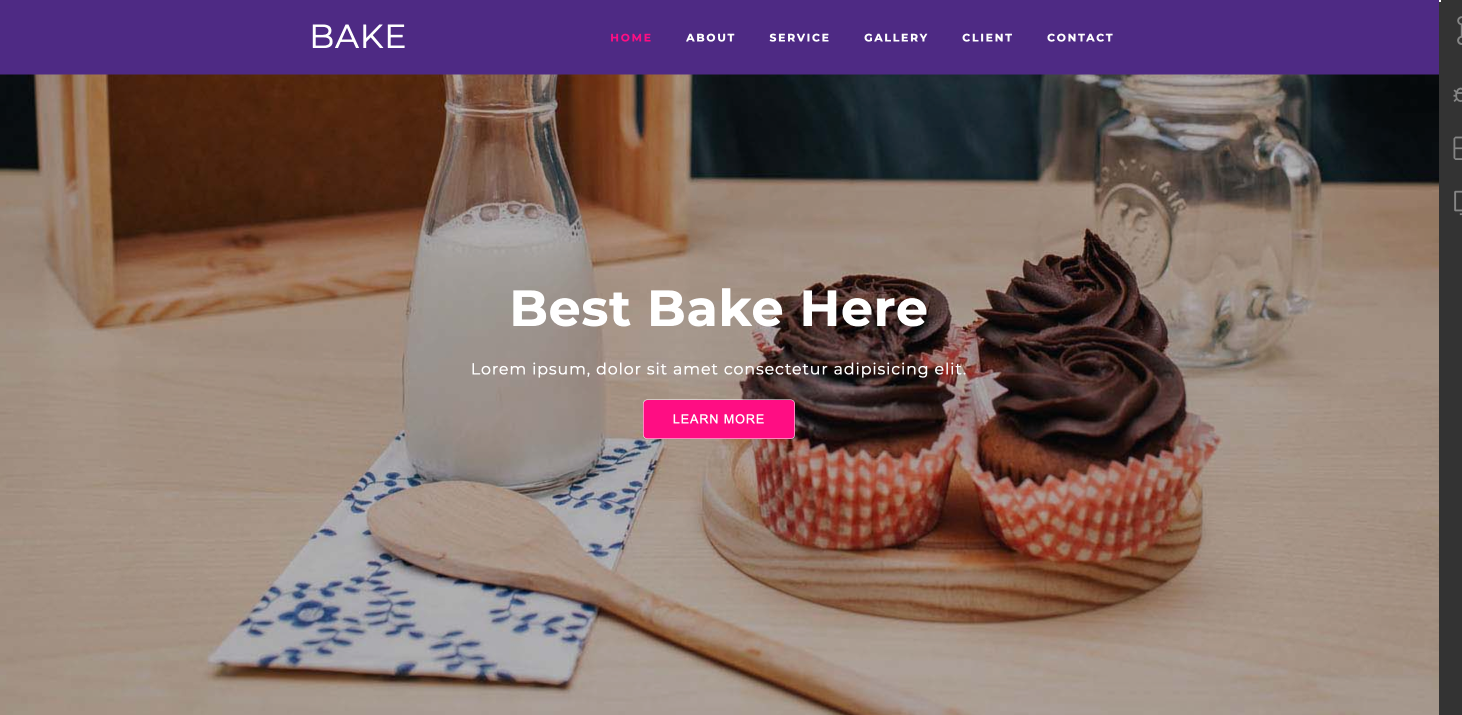 BAKE
HOME ABOUT SERVICE GALLERY CLIENT CONTACT
Best Bake Here
Lorem ipsum, dolor sit amet consectetur adipisicing elit.
LEARN MORE